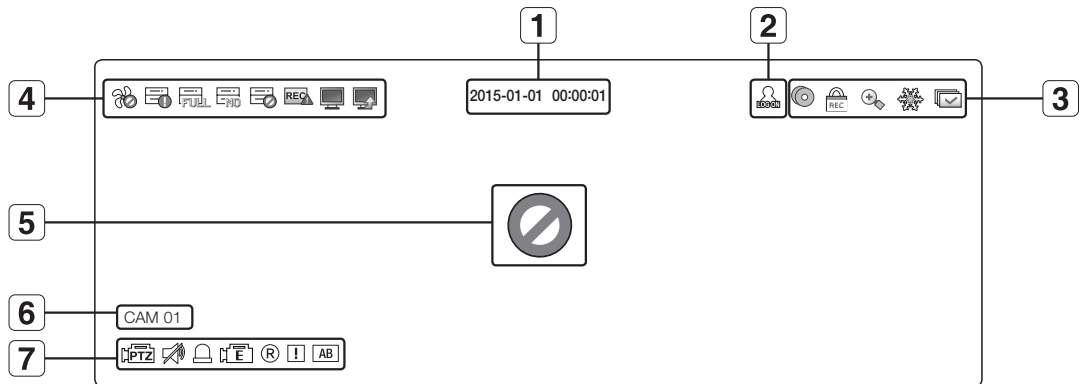 1
2
4
FULL
NO
REC
2015-01-01 00:00:01
LOG ON
REC
3
5
6
CAM 01
7
PTZ
E
R
!
AB